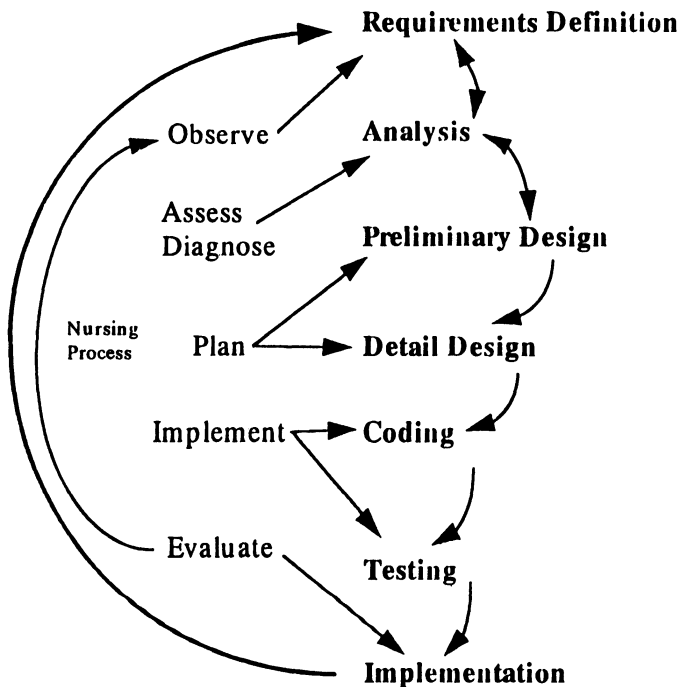 Requirements Definition
Observe
Analysis
Assess
Diagnose
Preliminary Design
Nursing
Process
Plan
Detail Design
Implement
Coding
Evaluate
Testing
Implementation